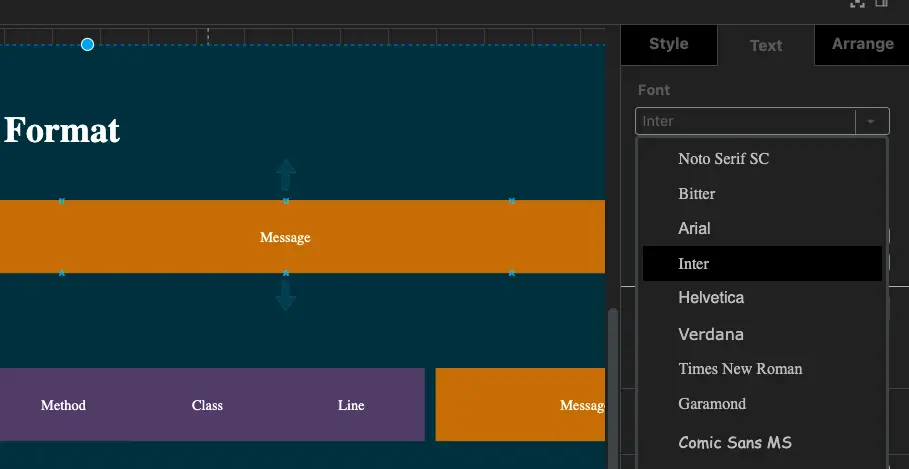 Style
Text
Arrange
Font
Inter
Format
Noto Serif SC
Bitter
Arial
Message
Inter
Helvetica
Verdana
Times New Roman
Garamond
Method
Class
Line
Comic Sans MS